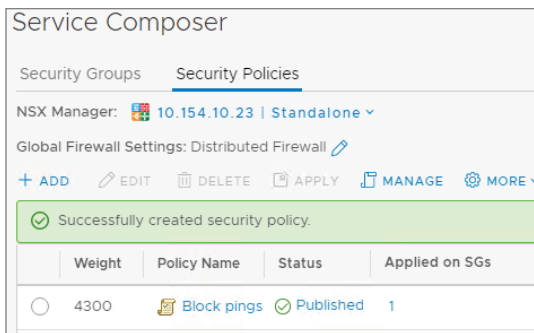 Service Composer
Security Groups Security Policies
NSX Manager: 10.154.10.23 | Standalone
Global Firewall Settings: Distributed Firewall
+ ADD EDIT DELETE APPLY MANAGE MORE
Successfully created security policy.
Weight Policy Name Status Applied on SGs
4300 Block pings Published 1